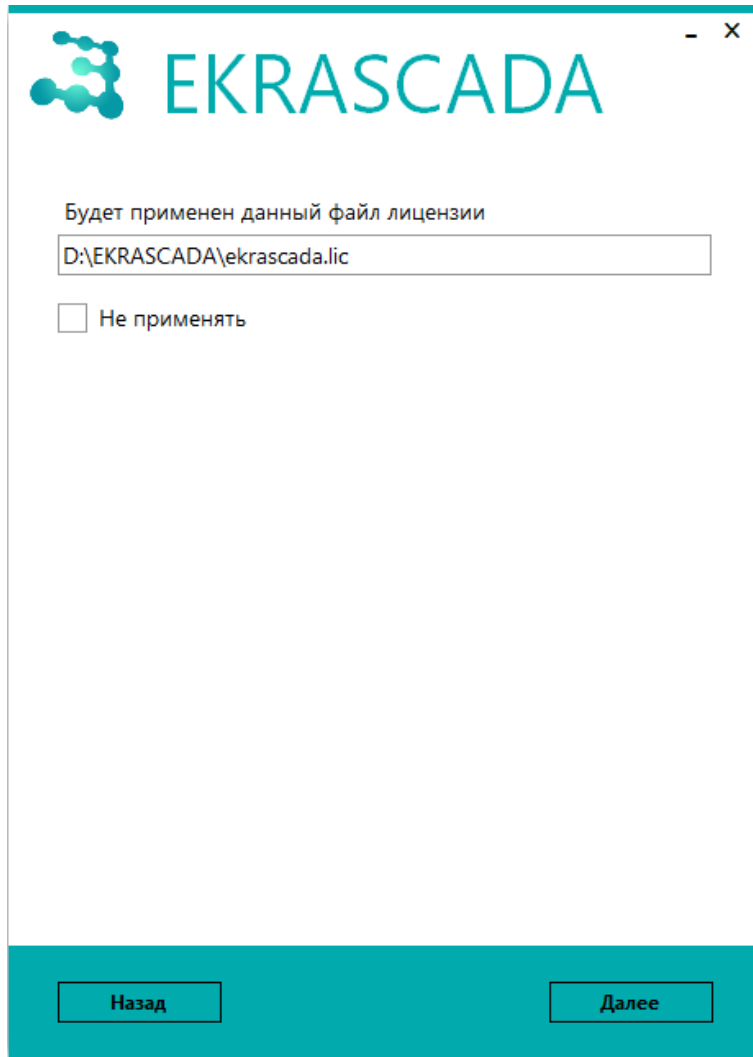 EKRASCADA
Будет применен данный файл лицензии
D:\EKRASCADA\ekrascada.lic
Не применять
Назад
Далее